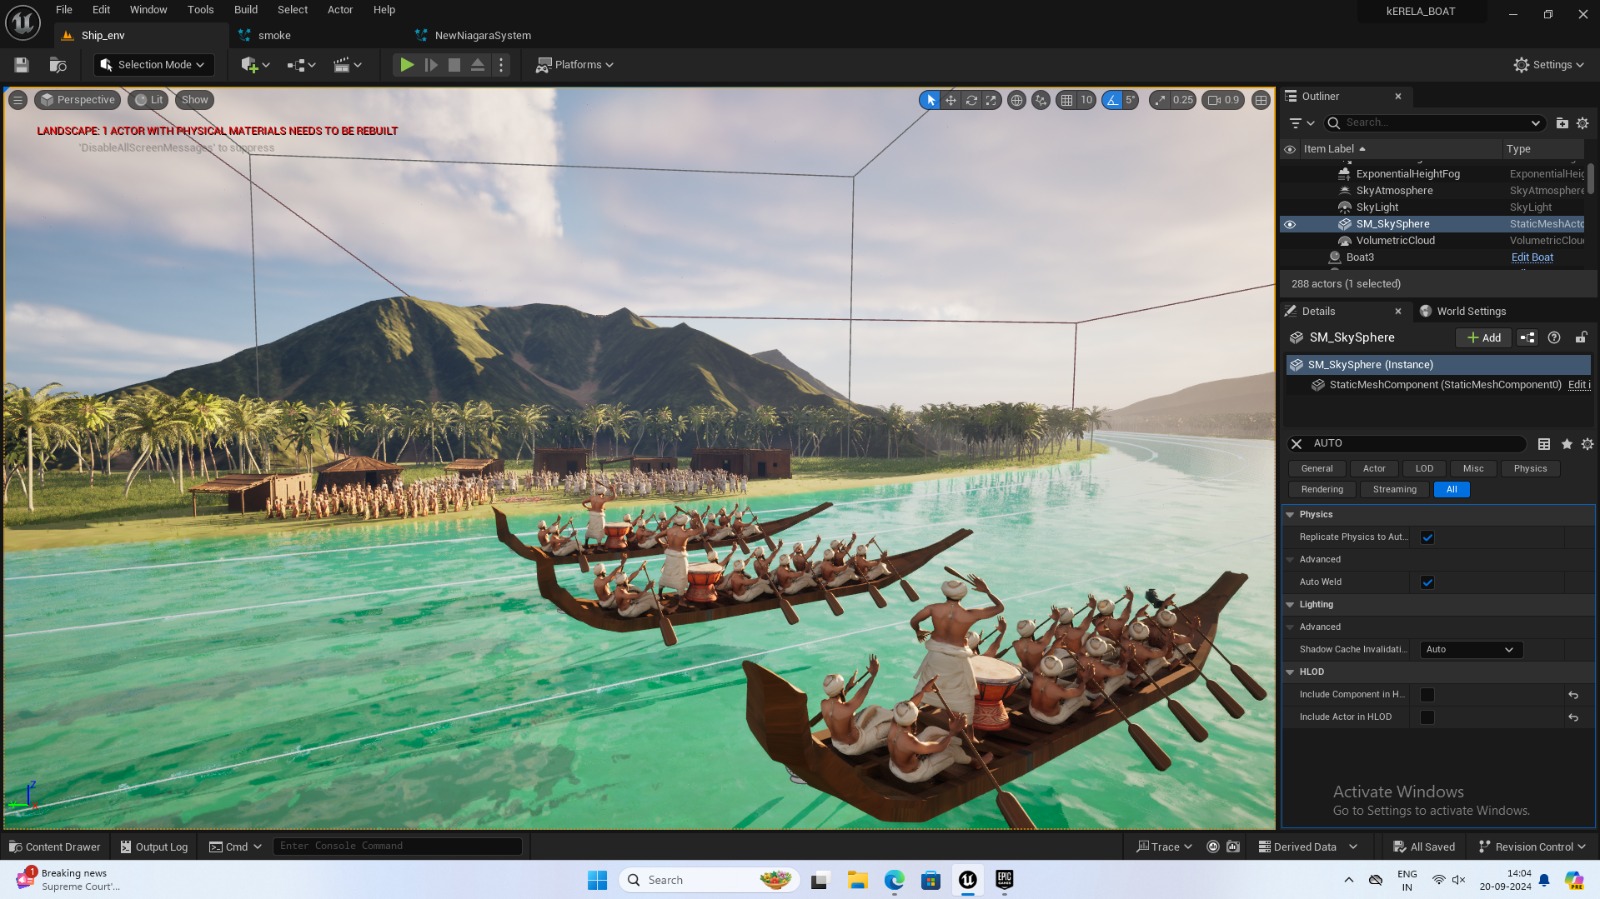 File Edit Window Tools Build Select Actor Help
kERELA_BOAT
Ship_env
smoke
NewNiagaraSystem
Selection Mode
Platforms
Settings
Perspective
Lit
Show
10
5°
0.25
0.9
LANDSCAPE: 1 ACTOR WITH PHYSICAL MATERIALS NEEDS TO BE REBUILT
'DisableAllScreenMessages' to suppress
Outliner
Search...
Item Label
Type
ExponentialHeightFog
ExponentialHeig
SkyAtmosphere
SkyAtmosphere
SkyLight
SkyLight
SM_SkySphere
StaticMeshActo
VolumetricCloud
VolumetricClou
Boat3
Edit Boat
288 actors (1 selected)
Details
World Settings
SM_SkySphere
Add
SM_SkySphere (Instance)
StaticMeshComponent (StaticMeshComponent0)
Edit i
AUTO
General
Actor
LOD
Misc
Physics
Rendering
Streaming
All
Physics
Replicate Physics to Aut...
Advanced
Auto Weld
Lighting
Advanced
Shadow Cache Invalidati...
Auto
HLOD
Include Component in H...
Include Actor in HLOD
Activate Windows
Go to Settings to activate Windows.
Content Drawer
Output Log
Cmd
Enter Console Command
Trace
Derived Data
All Saved
Revision Control
1
Breaking news
Supreme Court'...
Search
EPIC
GAMES
ENG
IN
14:04
20-09-2024
PRE